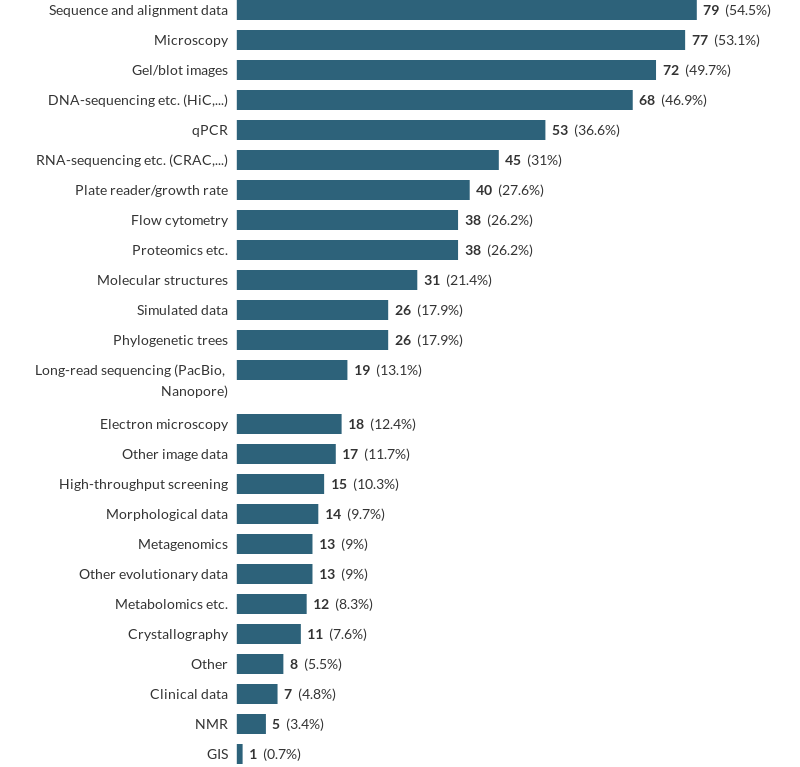 Sequence and alignment data 79 (54.5%)
Microscopy 77 (53.1%)
Gel/blot images 72 (49.7%)
DNA-sequencing etc. (HiC,...) 68 (46.9%)
qPCR 53 (36.6%)
RNA-sequencing etc. (CRAC,...) 45 (31%)
Plate reader/growth rate 40 (27.6%)
Flow cytometry 38 (26.2%)
Proteomics etc. 38 (26.2%)
Molecular structures 31 (21.4%)
Simulated data 26 (17.9%)
Phylogenetic trees 26 (17.9%)
Long-read sequencing (PacBio, 19 (13.1%)
Nanopore)
Electron microscopy 18 (12.4%)
Other image data 17 (11.7%)
High-throughput screening 15 (10.3%)
Morphological data 14 (9.7%)
Metagenomics 13 (9%)
Other evolutionary data 13 (9%)
Metabolomics etc. 12 (8.3%)
Crystallography 11 (7.6%)
Other 8 (5.5%)
Clinical data 7 (4.8%)
NMR 5 (3.4%)
GIS 1 (0.7%)